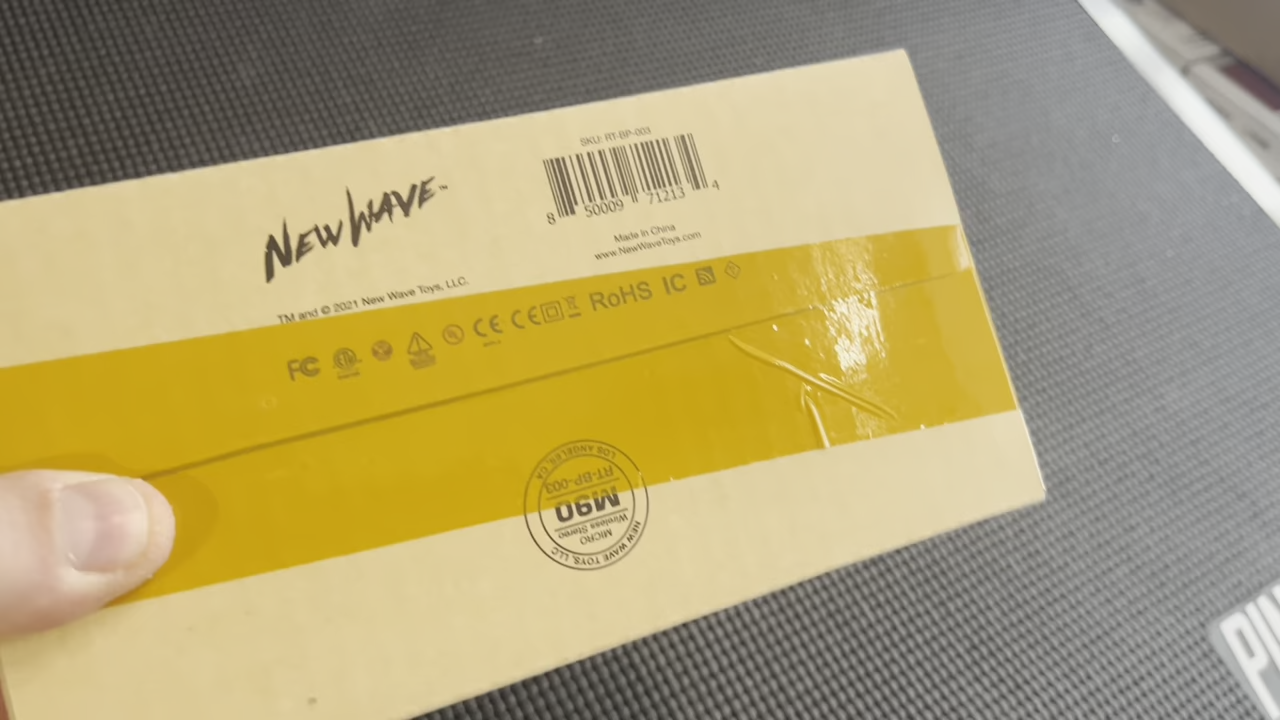 SKU: RT-BP-003
8 50009 71213 4
NEW WAVE™
Made in China
www.NewWaveToys.com
TM and © 2021 New Wave Toys, LLC.
FC CE CE RoHS IC
NEW WAVE TOYS, LLC
MICRO
Wireless Stereo
M90
RT-BP-003
LOS ANGELES, CA